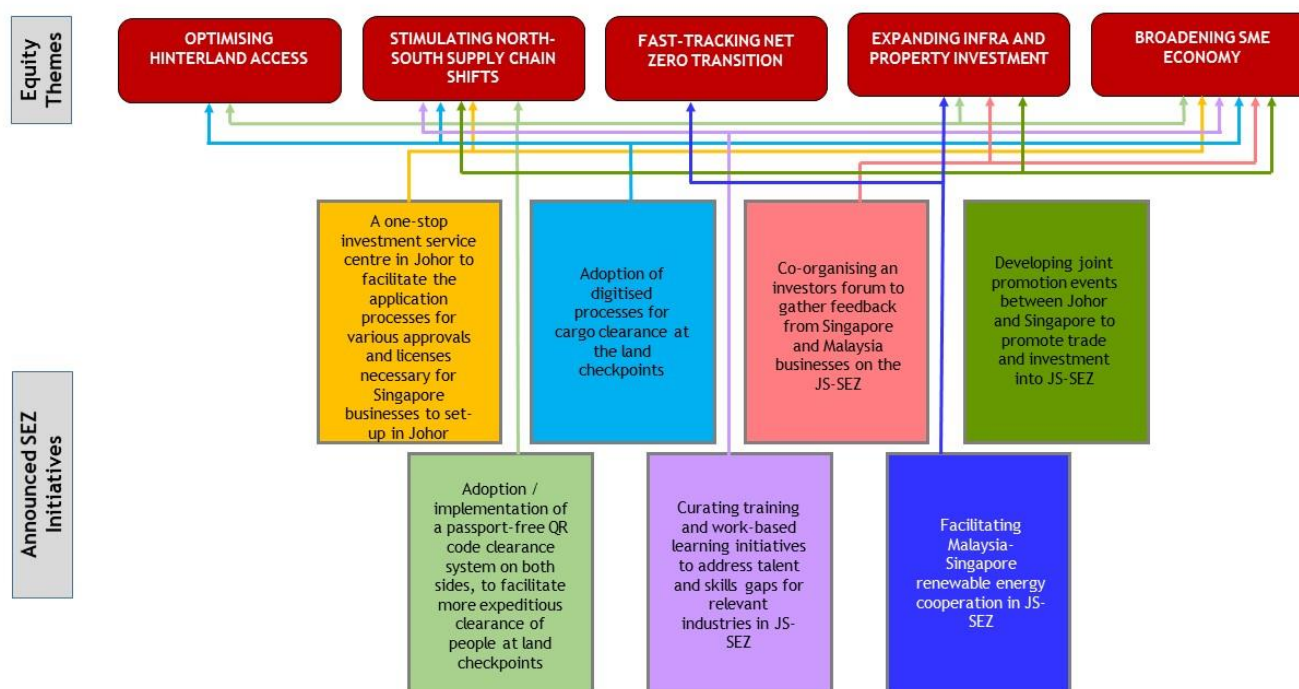 Equity
Themes
OPTIMISING
HINTERLAND ACCESS
STIMULATING NORTH-
SOUTH SUPPLY CHAIN
SHIFTS
FAST-TRACKING NET
ZERO TRANSITION
EXPANDING INFRA AND
PROPERTY INVESTMENT
BROADENING SME
ECONOMY
Announced SEZ
Initiatives
A one-stop
investment service
centre in Johor to
facilitate the
application
processes for
various approvals
and licenses
necessary for
Singapore
businesses to set-
up in Johor
Adoption of
digitised
processes for
cargo clearance at
the land
checkpoints
Co-organising an
investors forum to
gather feedback
from Singapore
and Malaysia
businesses on the
JS-SEZ
Developing joint
promotion events
between Johor
and Singapore to
promote trade
and investment
into JS-SEZ
Adoption /
implementation of
a passport-free QR
code clearance
system on both
sides, to facilitate
more expeditious
clearance of
people at land
checkpoints
Curating training
and work-based
learning initiatives
to address talent
and skills gaps for
relevant
industries in JS-
SEZ
Facilitating
Malaysia-
Singapore
renewable energy
cooperation in JS-
SEZ